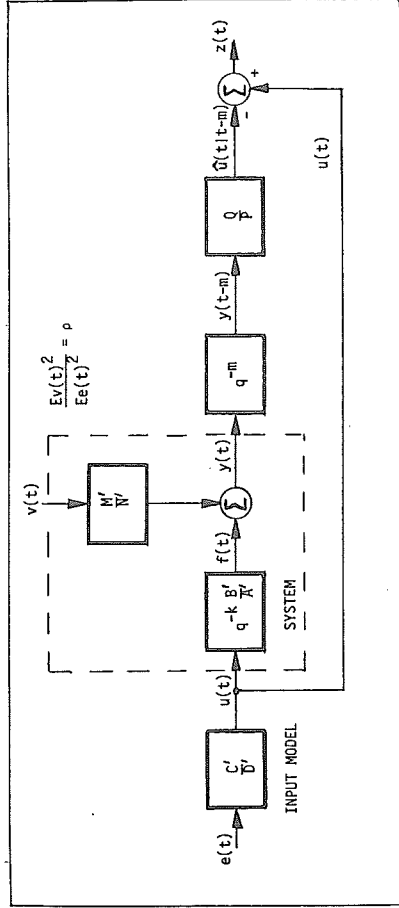 e(t)
C'
D'
INPUT MODEL
u(t)
q^{-k} B'
A'
SYSTEM
f(t)
v(t)
M'
N'
Σ
y(t)
Ev(t)^2
Ee(t)^2
= ρ
q^{-m}
y(t-m)
Q
P
û(t|t-m)
Σ
-
+
z(t)
u(t)